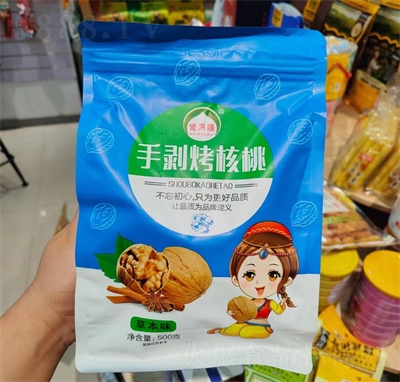 手剥烤核桃
SHOUBOKAOHETAO
不忘初心,只为更好品质
让品质为品牌定义
草本味
净含量:500克